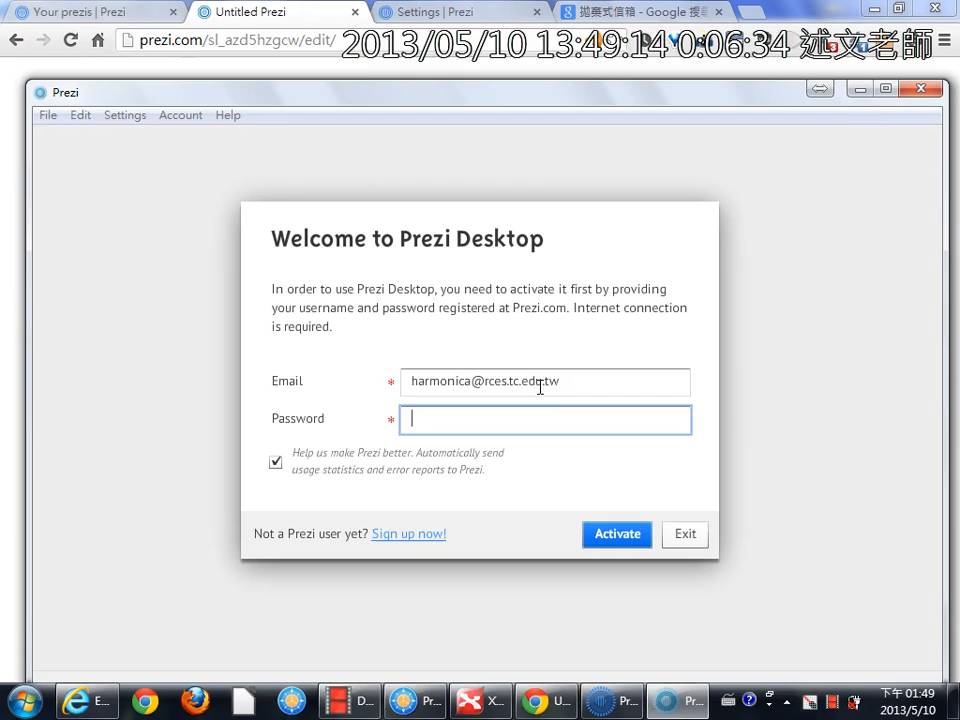 Your prezis | Prezi
Untitled Prezi
Settings | Prezi
拋棄式信箱 - Google 搜尋
prezi.com/sl_azd5hzgcw/edit/
2013/05/10 13:49:14 0:06:34 述文老師
Prezi
File Edit Settings Account Help
Welcome to Prezi Desktop
In order to use Prezi Desktop, you need to activate it first by providing
your username and password registered at Prezi.com. Internet connection
is required.
Email * harmonica@rces.tc.edu.tw
Password *
Help us make Prezi better. Automatically send
usage statistics and error reports to Prezi.
Not a Prezi user yet? Sign up now!
Activate
Exit
E...
D...
Pr...
X...
U...
Pr...
Pr...
下午 01:49
2013/5/10